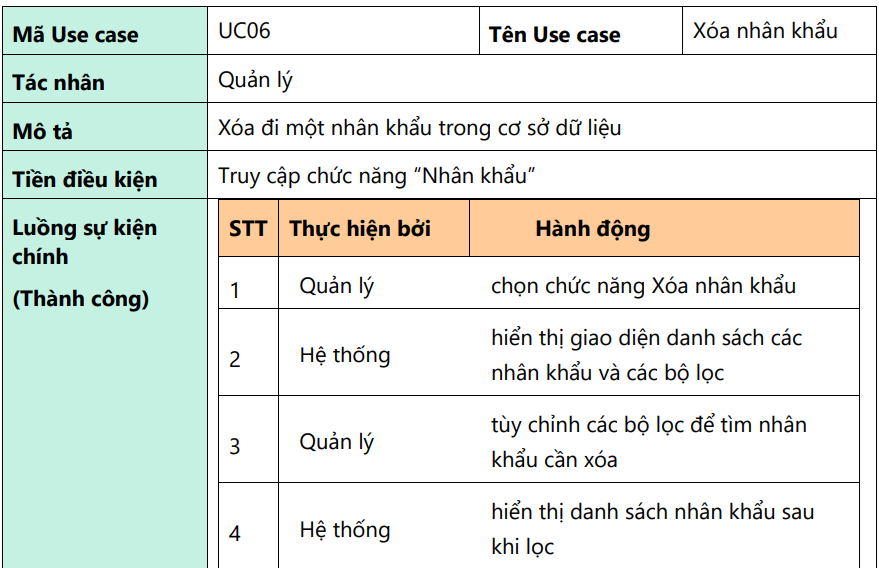 Mã Use case UC06 Tên Use case Xóa nhân khẩu
Tác nhân Quản lý
Mô tả Xóa đi một nhân khẩu trong cơ sở dữ liệu
Tiền điều kiện Truy cập chức năng “Nhân khẩu”
Luồng sự kiện
chính
(Thành công)
STT Thực hiện bởi Hành động
1 Quản lý chọn chức năng Xóa nhân khẩu
2 Hệ thống hiển thị giao diện danh sách các
nhân khẩu và các bộ lọc
3 Quản lý tùy chỉnh các bộ lọc để tìm nhân
khẩu cần xóa
4 Hệ thống hiển thị danh sách nhân khẩu sau
khi lọc